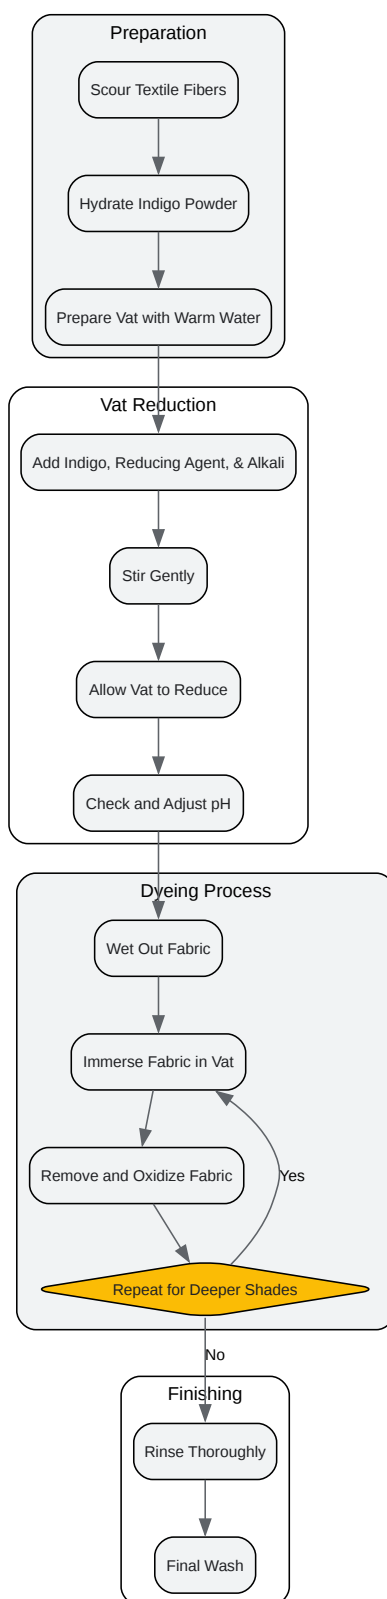 Preparation
Scour Textile Fibers
Hydrate Indigo Powder
Prepare Vat with Warm Water
Vat Reduction
Add Indigo, Reducing Agent, & Alkali
Stir Gently
Allow Vat to Reduce
Check and Adjust pH
Dyeing Process
Wet Out Fabric
Immerse Fabric in Vat
Remove and Oxidize Fabric
Yes
Repeat for Deeper Shades
No
Finishing
Rinse Thoroughly
Final Wash